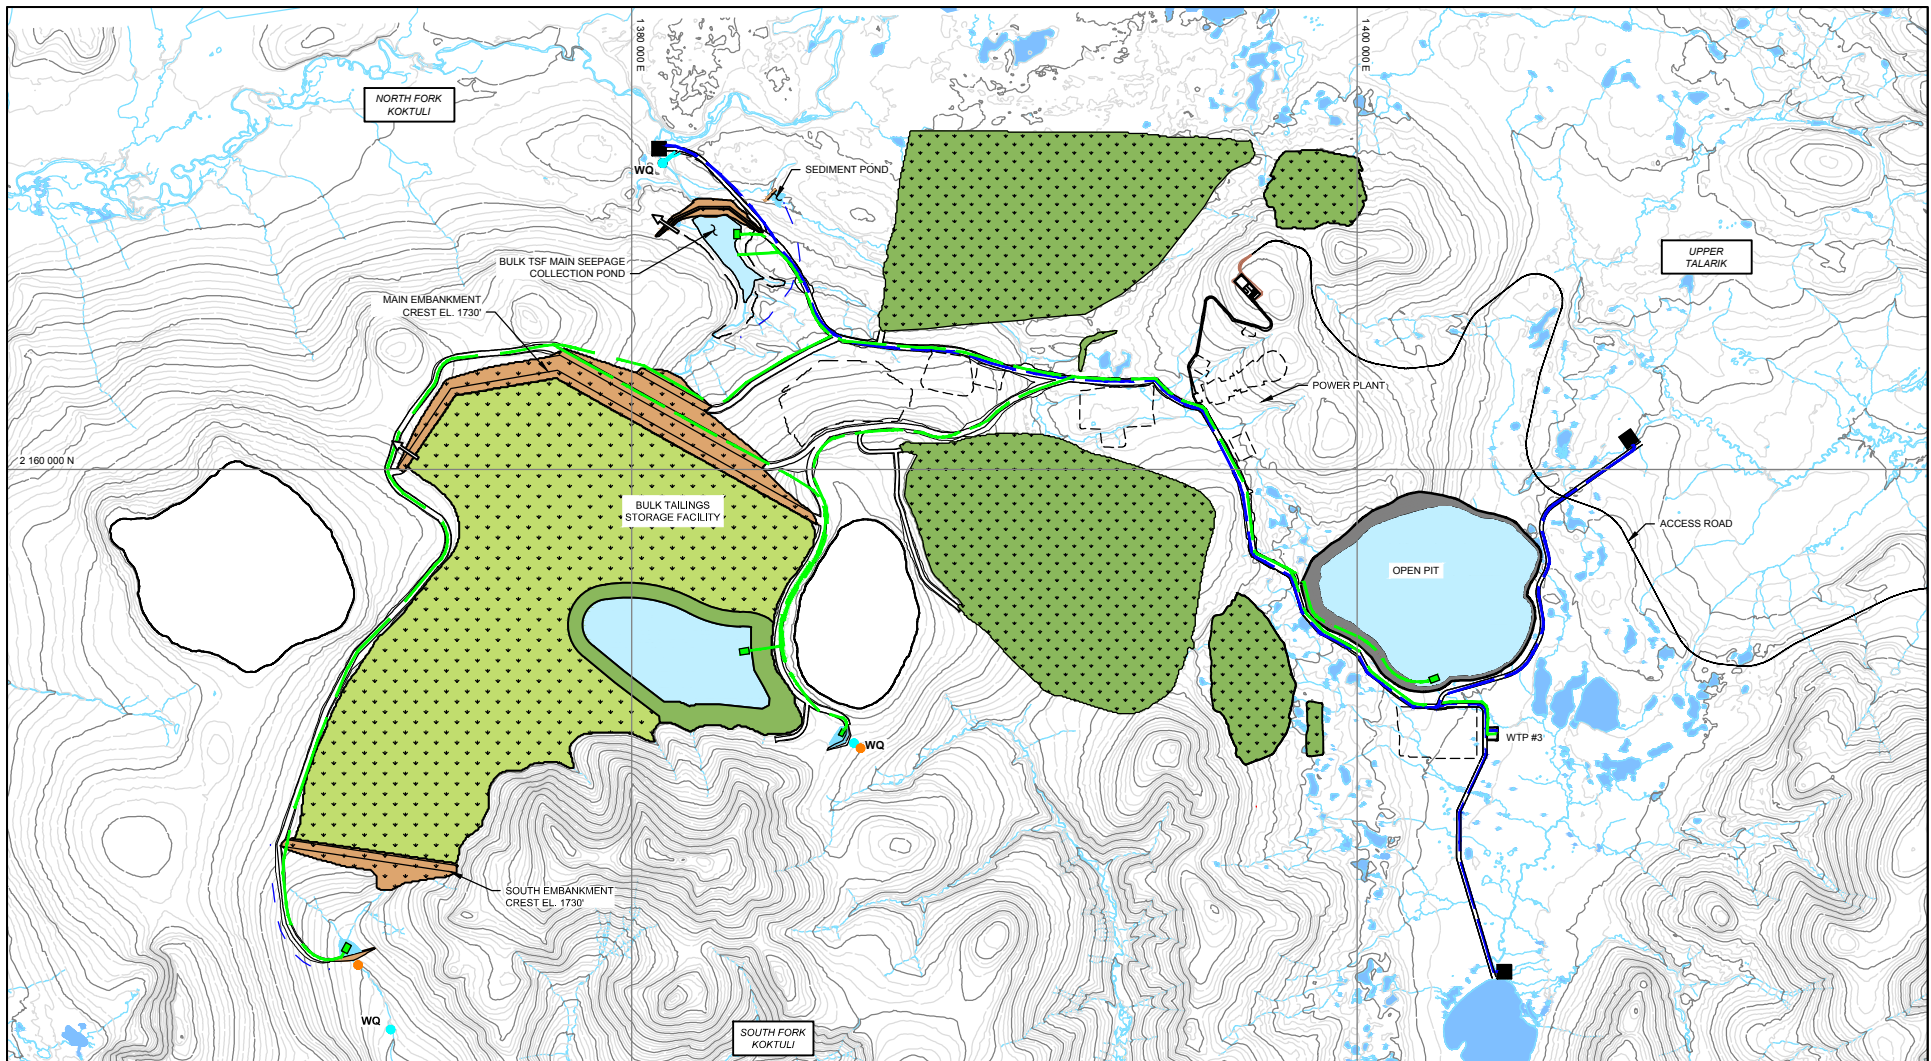 1 380 000 E
1 400 000 E
NORTH FORK
KOKTULI
WQ
SEDIMENT POND
UPPER
TALARIK
BULK TSF MAIN SEEPAGE
COLLECTION POND
MAIN EMBANKMENT
CREST EL. 1730'
POWER PLANT
2 160 000 N
BULK TAILINGS
STORAGE FACILITY
ACCESS ROAD
OPEN PIT
WQ
WTP #3
SOUTH EMBANKMENT
CREST EL. 1730'
WQ
SOUTH FORK
KOKTULI